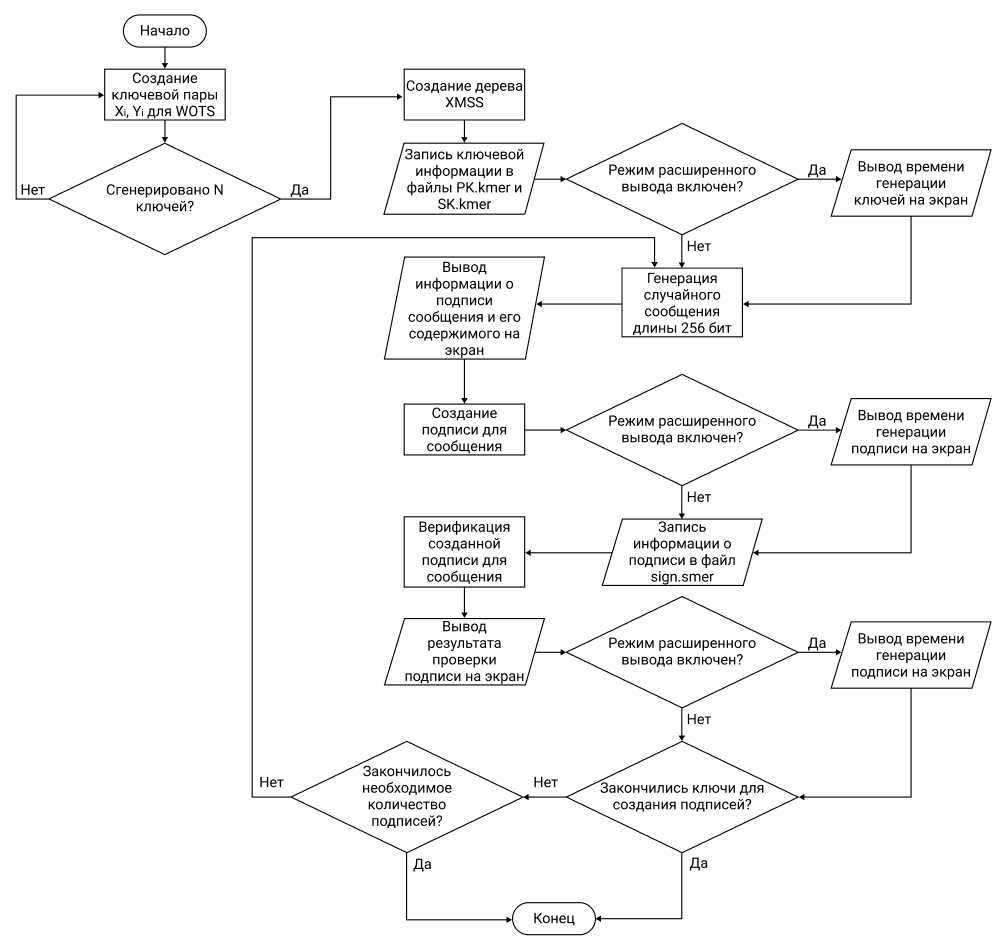 Начало
Создание
ключевой пары
Xᵢ, Yᵢ для WOTS
Нет
Сгенерировано N
ключей?
Да
Создание дерева
XMSS
Запись ключевой
информации в
файлы PK.kmer и
SK.kmer
Режим расширенного
вывода включен?
Да
Вывод времени
генерации
ключей на экран
Нет
Генерация
случайного
сообщения
длины 256 бит
Вывод
информации о
подписи
сообщения и его
содержимого на
экран
Создание
подписи для
сообщения
Режим расширенного
вывода включен?
Да
Вывод времени
генерации
подписи на экран
Нет
Запись
информации о
подписи в файл
sign.smer
Верификация
созданной
подписи для
сообщения
Вывод
результата
проверки
подписи на экран
Режим расширенного
вывода включен?
Да
Вывод времени
генерации
подписи на экран
Нет
Закончились ключи для
создания подписей?
Нет
Закончилось
необходимое
количество
подписей?
Нет
Да
Да
Конец